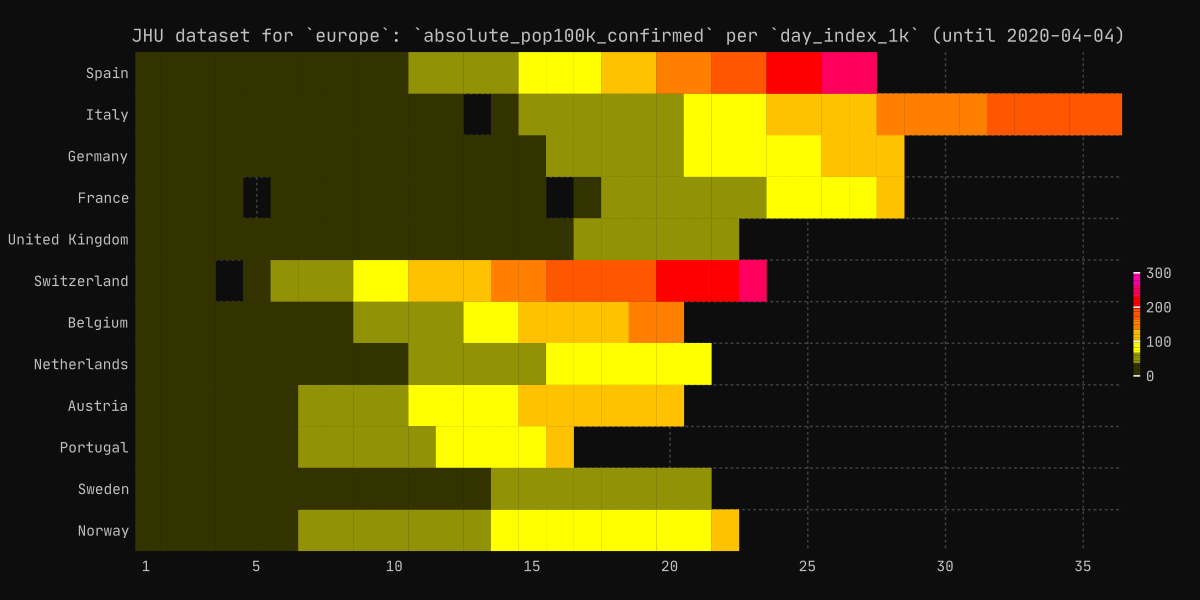 JHU dataset for `europe`: `absolute_pop100k_confirmed` per `day_index_1k` (until 2020-04-04)
Spain
Italy
Germany
France
United Kingdom
Switzerland
Belgium
Netherlands
Austria
Portugal
Sweden
Norway
1 5 10 15 20 25 30 35
300
200
100
0